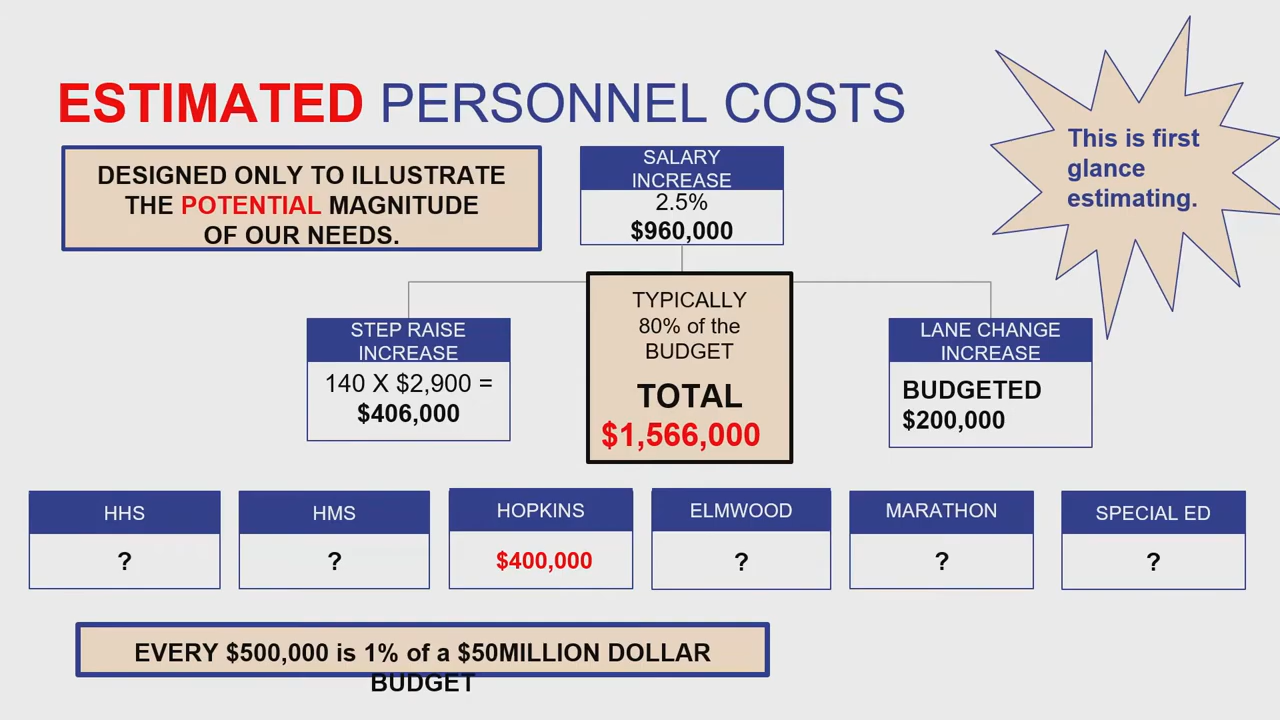 ESTIMATED PERSONNEL COSTS
This is first
glance
estimating.
DESIGNED ONLY TO ILLUSTRATE
THE POTENTIAL MAGNITUDE
OF OUR NEEDS.
SALARY
INCREASE
2.5%
$960,000
TYPICALLY
80% of the
BUDGET
TOTAL
$1,566,000
STEP RAISE
INCREASE
140 X $2,900 =
$406,000
LANE CHANGE
INCREASE
BUDGETED
$200,000
HHS
?
HMS
?
HOPKINS
$400,000
ELMWOOD
?
MARATHON
?
SPECIAL ED
?
EVERY $500,000 is 1% of a $50MILLION DOLLAR
BUDGET